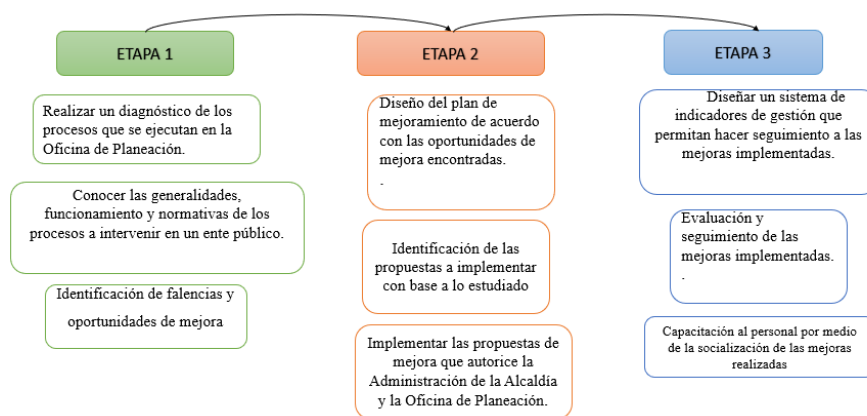 ETAPA 1
Realizar un diagnóstico de los
procesos que se ejecutan en la
Oficina de Planeación.
Conocer las generalidades,
funcionamiento y normativas de los
procesos a intervenir en un ente público.
Identificación de falencias y
oportunidades de mejora
ETAPA 2
Diseño del plan de
mejoramiento de acuerdo
con las oportunidades de
mejora encontradas.
.
Identificación de las
propuestas a implementar
con base a lo estudiado
Implementar las propuestas de
mejora que autorice la
Administración de la Alcaldía
y la Oficina de Planeación.
ETAPA 3
Diseñar un sistema de
indicadores de gestión que
permitan hacer seguimiento a las
mejoras implementadas.
Evaluación y
seguimiento de las
mejoras implementadas.
.
Capacitación al personal por medio
de la socialización de las mejoras
realizadas